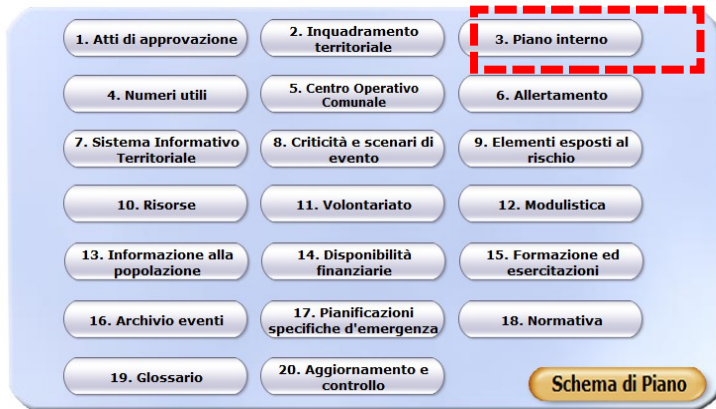 1. Atti di approvazione
2. Inquadramento
territoriale
3. Piano interno
4. Numeri utili
5. Centro Operativo
Comunale
6. Allertamento
7. Sistema Informativo
Territoriale
8. Criticità e scenari di
evento
9. Elementi esposti al
rischio
10. Risorse
11. Volontariato
12. Modulistica
13. Informazione alla
popolazione
14. Disponibilità
finanziarie
15. Formazione ed
esercitazioni
16. Archivio eventi
17. Pianificazioni
specifiche d'emergenza
18. Normativa
19. Glossario
20. Aggiornamento e
controllo
Schema di Piano